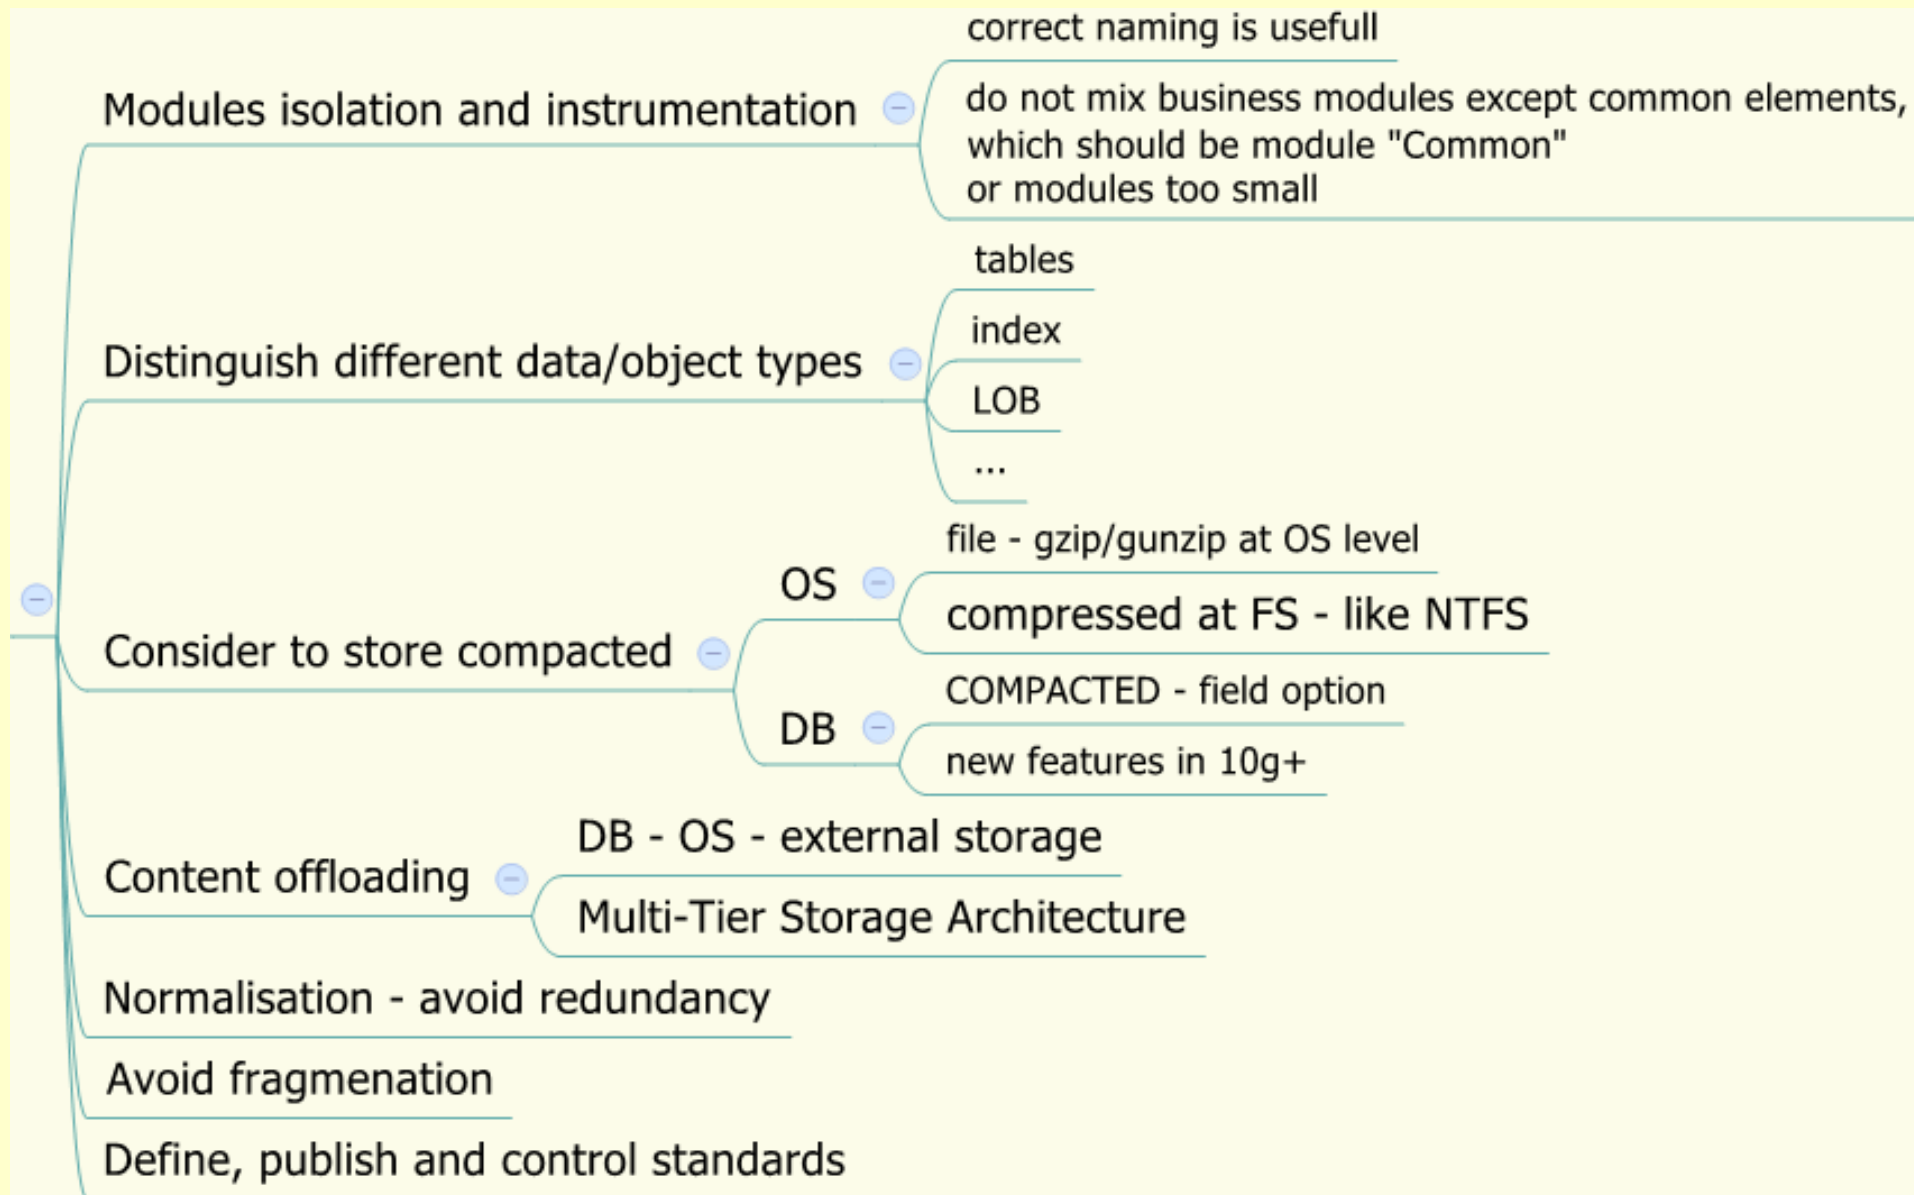 correct naming is usefull
Modules isolation and instrumentation
do not mix business modules except common elements,
which should be module "Common"
or modules too small
tables
index
Distinguish different data/object types
LOB
...
file - gzip/gunzip at OS level
OS
compressed at FS - like NTFS
Consider to store compacted
COMPACTED - field option
DB
new features in 10g+
DB - OS - external storage
Content offloading
Multi-Tier Storage Architecture
Normalisation - avoid redundancy
Avoid fragmenation
Define, publish and control standards